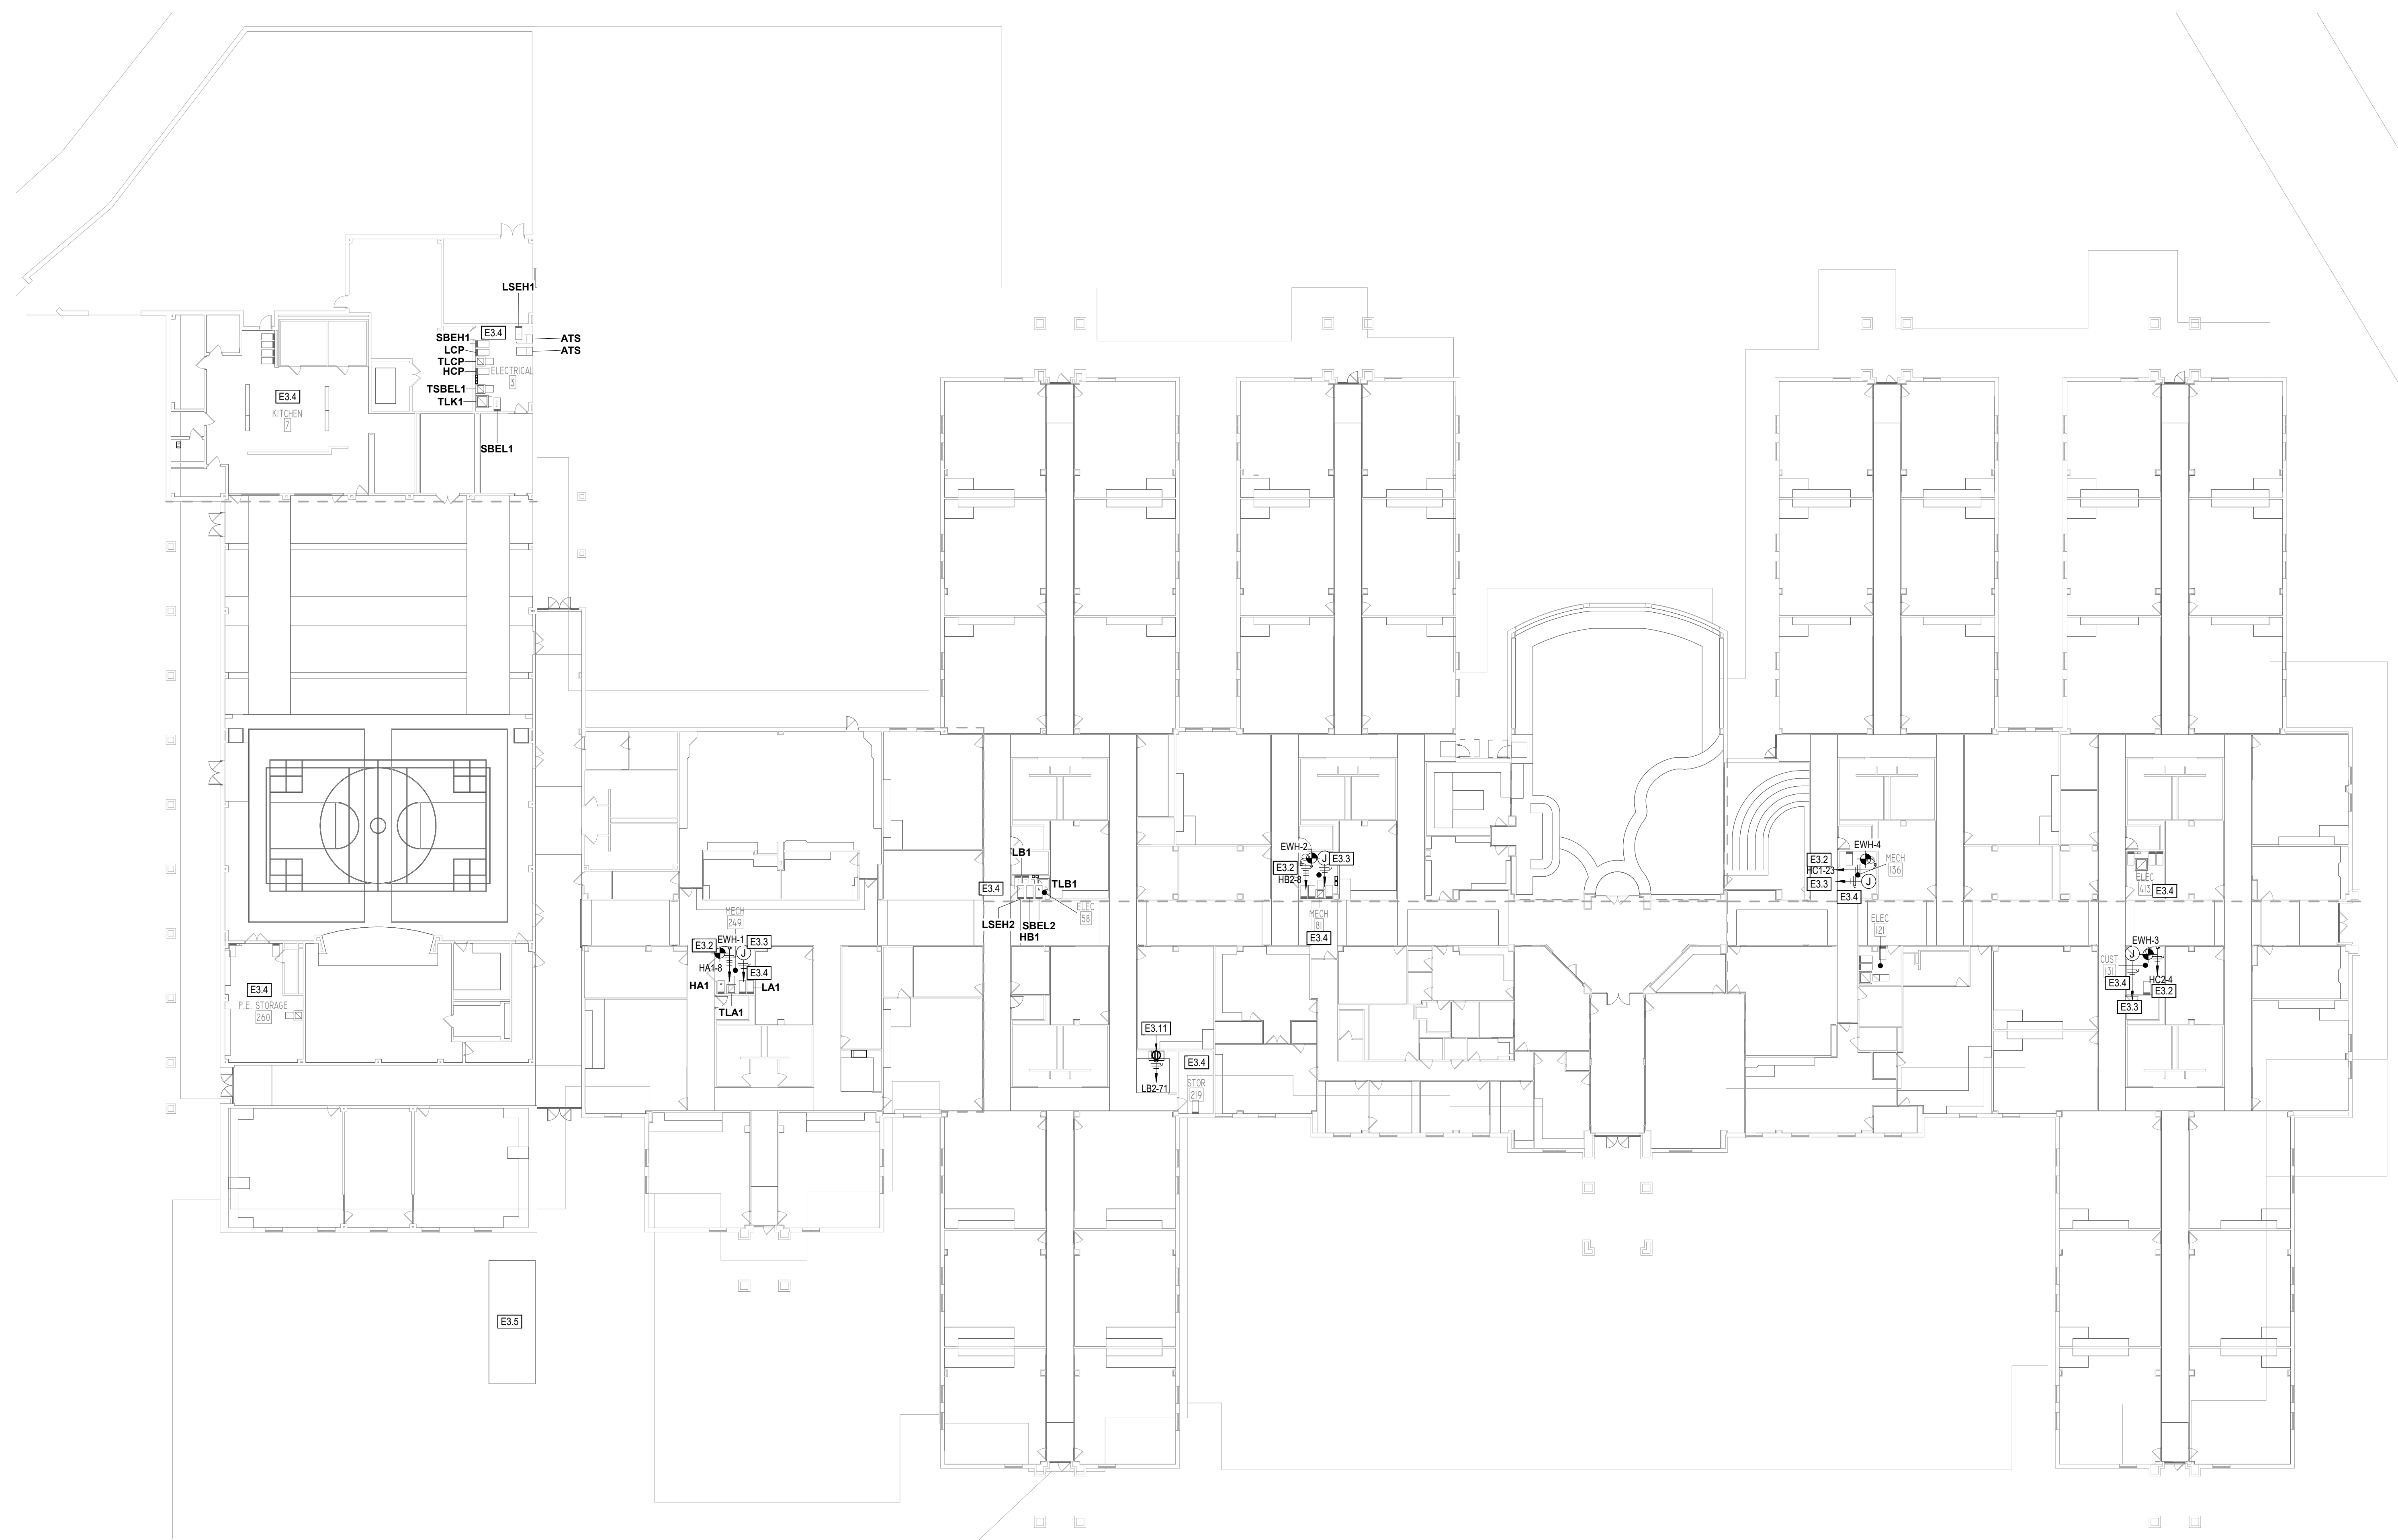 LSEH1
E3.4
SBEH1
ATS
LCP
ATS
TLCP
HCP
ELECTRICAL
3
TSBEL1
E3.4
TLK1
KITCHEN
7
SBEL1
EWH-2
E3.3
E3.2
HB2-8
MECH
81
E3.4
EWH-4
E3.2
HC1-23
MECH
136
E3.3
E3.4
LB1
E3.4
TLB1
ELEC
58
LSEH2
SBEL2
HB1
ELEC
413
E3.4
ELEC
121
MECH
249
EWH-1
E3.2
E3.3
J
HA1-8
E3.4
HA1
LA1
TLA1
E3.4
P.E. STORAGE
260
EWH-3
J
CUST
131
HC2-4
E3.4
E3.2
E3.3
E3.11
E3.4
LB2-71
STOR
219
E3.5
J
J